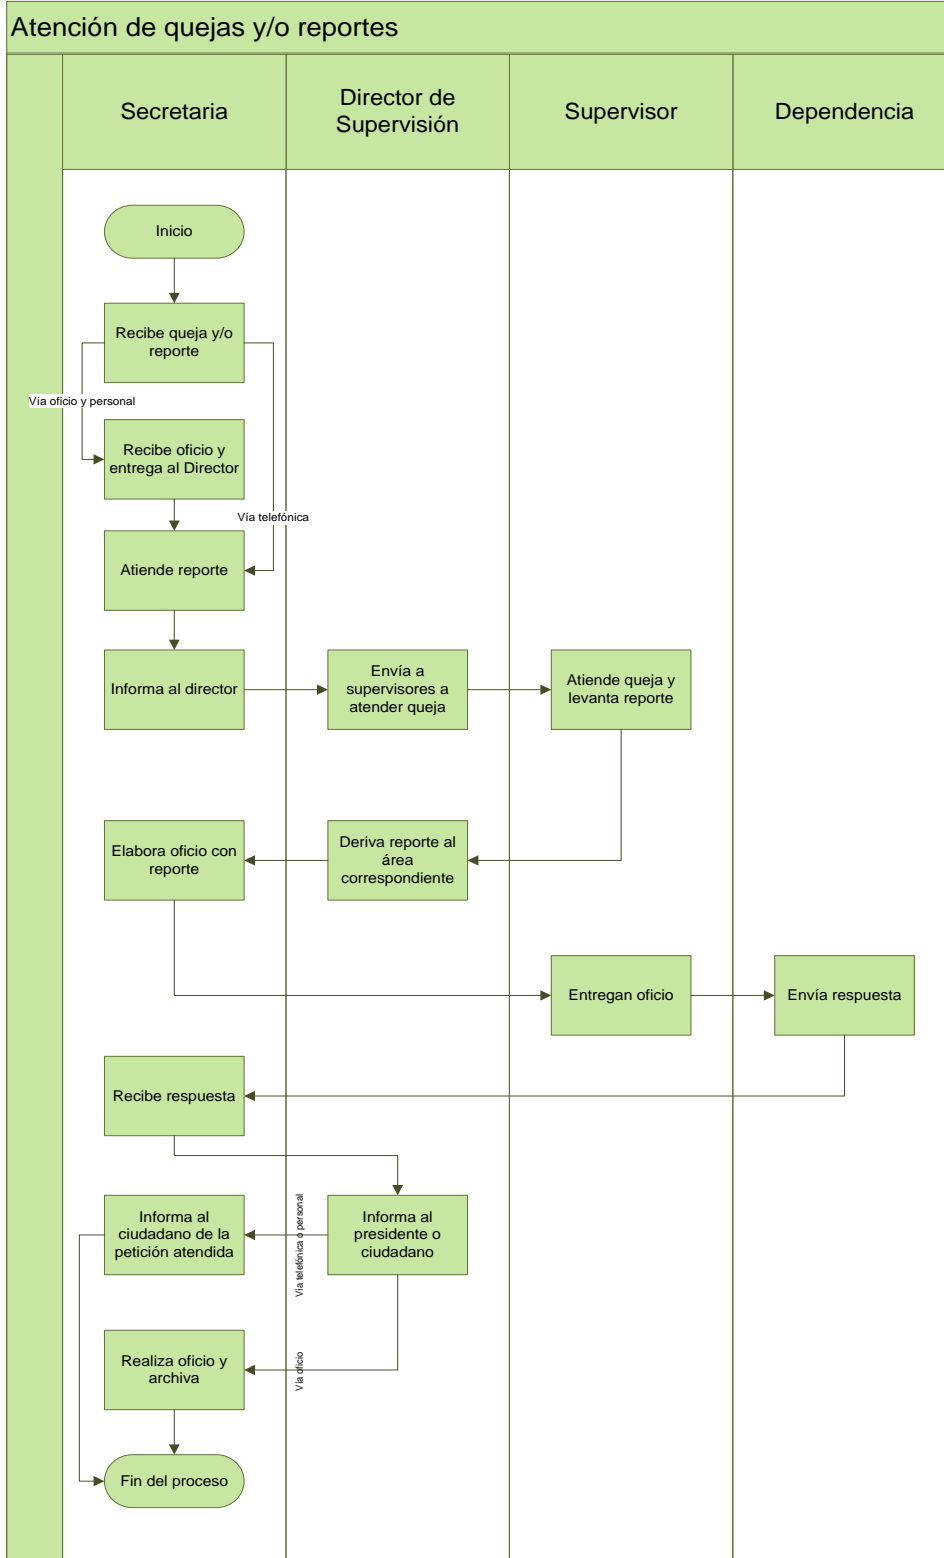 Atención de quejas y/o reportes
Secretaria
Director de
Supervisión
Supervisor
Dependencia
Inicio
Recibe queja y/o
reporte
Vía oficio y personal
Recibe oficio y
entrega al Director
Vía telefónica
Atiende reporte
Informa al director
Envía a
supervisores a
atender queja
Atiende queja y
levanta reporte
Elabora oficio con
reporte
Deriva reporte al
área
correspondiente
Entregan oficio
Envía respuesta
Recibe respuesta
Informa al
ciudadano de la
petición atendida
Vía telefónica o personal
Informa al
presidente o
ciudadano
Realiza oficio y
archiva
Vía oficio
Fin del proceso